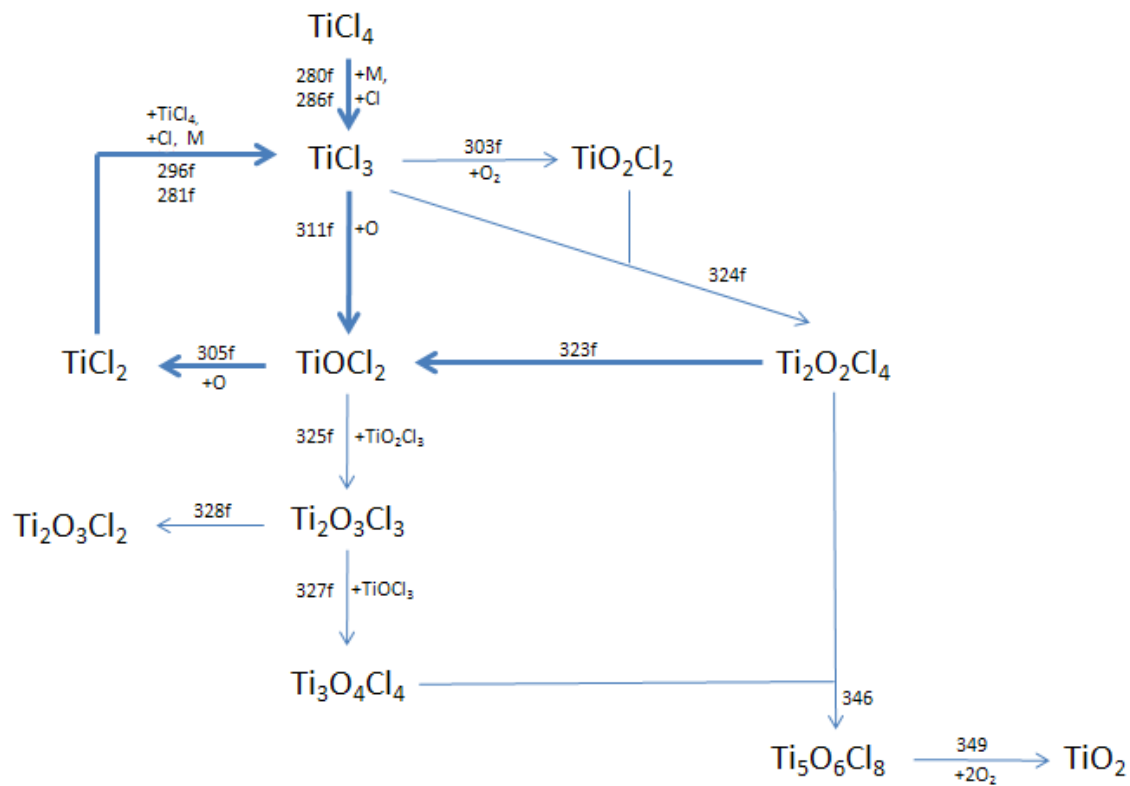 TiCl₄
280f +M,
286f +Cl
+TiCl₄,
+Cl, M
296f
281f
TiCl₃
303f
+O₂
TiO₂Cl₂
311f +O
324f
TiCl₂
305f
+O
TiOCl₂
323f
Ti₂O₂Cl₄
325f +TiO₂Cl₃
Ti₂O₃Cl₂
328f
Ti₂O₃Cl₃
327f +TiOCl₃
Ti₃O₄Cl₄
346
Ti₅O₆Cl₈
349
+2O₂
TiO₂